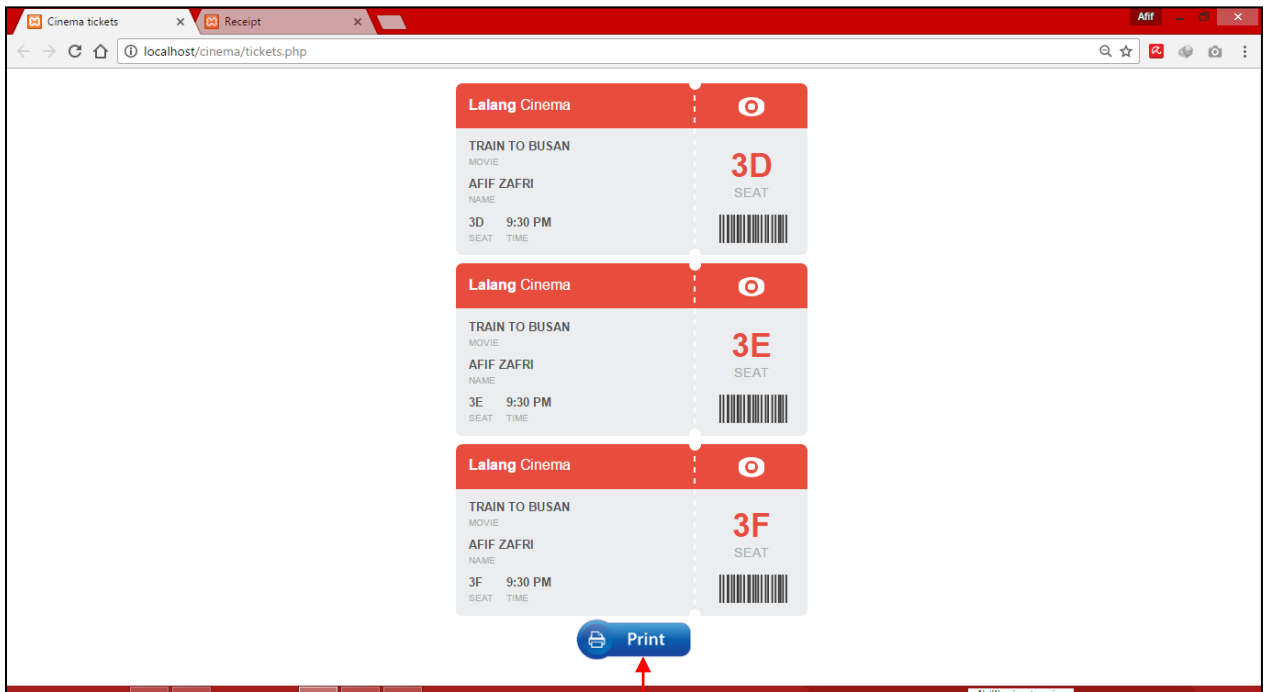 Cinema tickets
Receipt
Afif
localhost/cinema/tickets.php
Lalang Cinema
TRAIN TO BUSAN
MOVIE
AFIF ZAFRI
NAME
3D 9:30 PM
SEAT TIME
3D
SEAT
Lalang Cinema
TRAIN TO BUSAN
MOVIE
AFIF ZAFRI
NAME
3E 9:30 PM
SEAT TIME
3E
SEAT
Lalang Cinema
TRAIN TO BUSAN
MOVIE
AFIF ZAFRI
NAME
3F 9:30 PM
SEAT TIME
3F
SEAT
Print